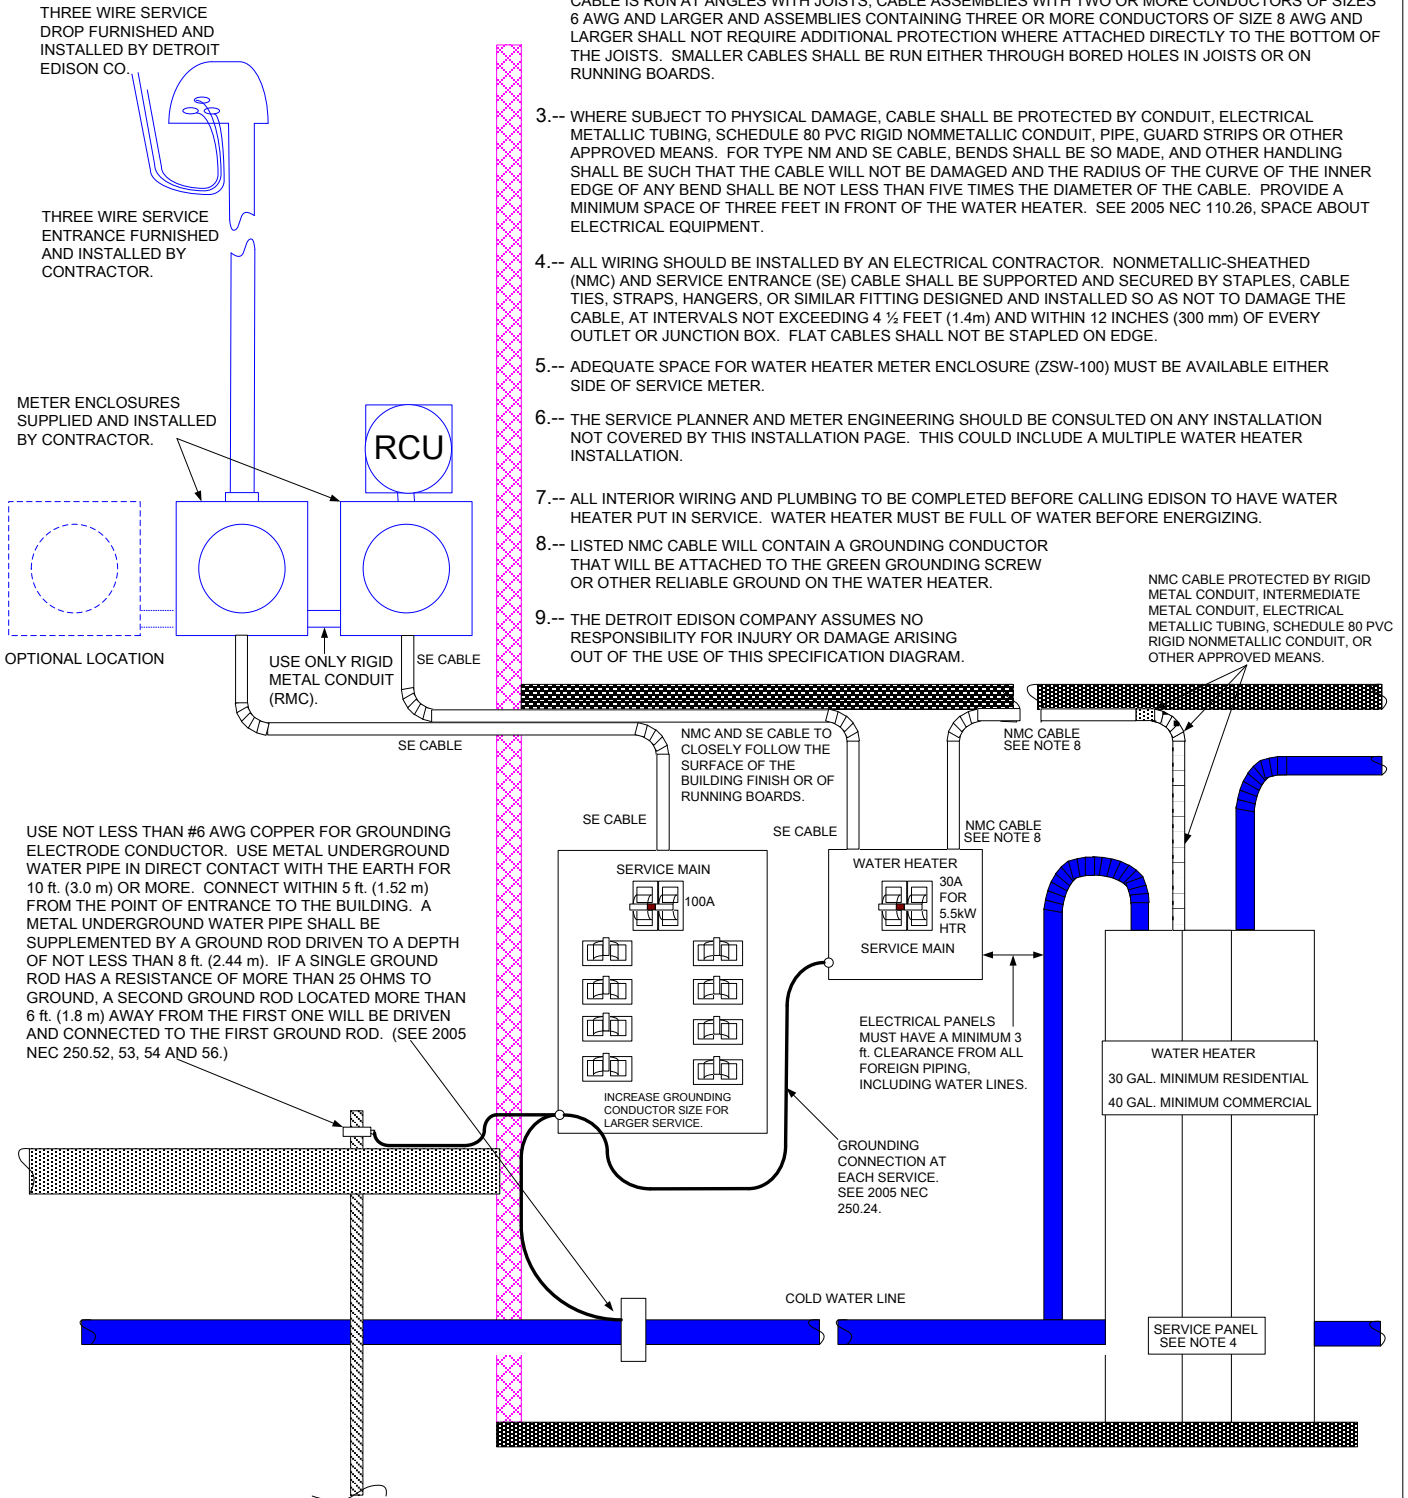 CABLE IS RUN AT ANGLES WITH JOISTS, CABLE ASSEMBLIES WITH TWO OR MORE CONDUCTORS OF SIZES
6 AWG AND LARGER AND ASSEMBLIES CONTAINING THREE OR MORE CONDUCTORS OF SIZE 8 AWG AND
LARGER SHALL NOT REQUIRE ADDITIONAL PROTECTION WHERE ATTACHED DIRECTLY TO THE BOTTOM OF
THE JOISTS. SMALLER CABLES SHALL BE RUN EITHER THROUGH BORED HOLES IN JOISTS OR ON
RUNNING BOARDS.
3.-- WHERE SUBJECT TO PHYSICAL DAMAGE, CABLE SHALL BE PROTECTED BY CONDUIT, ELECTRICAL
METALLIC TUBING, SCHEDULE 80 PVC RIGID NOMMETALLIC CONDUIT, PIPE, GUARD STRIPS OR OTHER
APPROVED MEANS. FOR TYPE NM AND SE CABLE, BENDS SHALL BE SO MADE, AND OTHER HANDLING
SHALL BE SUCH THAT THE CABLE WILL NOT BE DAMAGED AND THE RADIUS OF THE CURVE OF THE INNER
EDGE OF ANY BEND SHALL BE NOT LESS THAN FIVE TIMES THE DIAMETER OF THE CABLE. PROVIDE A
MINIMUM SPACE OF THREE FEET IN FRONT OF THE WATER HEATER. SEE 2005 NEC 110.26, SPACE ABOUT
ELECTRICAL EQUIPMENT.
4.-- ALL WIRING SHOULD BE INSTALLED BY AN ELECTRICAL CONTRACTOR. NONMETALLIC-SHEATHED
(NMC) AND SERVICE ENTRANCE (SE) CABLE SHALL BE SUPPORTED AND SECURED BY STAPLES, CABLE
TIES, STRAPS, HANGERS, OR SIMILAR FITTING DESIGNED AND INSTALLED SO AS NOT TO DAMAGE THE
CABLE, AT INTERVALS NOT EXCEEDING 4 ½ FEET (1.4m) AND WITHIN 12 INCHES (300 mm) OF EVERY
OUTLET OR JUNCTION BOX. FLAT CABLES SHALL NOT BE STAPLED ON EDGE.
5.-- ADEQUATE SPACE FOR WATER HEATER METER ENCLOSURE (ZSW-100) MUST BE AVAILABLE EITHER
SIDE OF SERVICE METER.
6.-- THE SERVICE PLANNER AND METER ENGINEERING SHOULD BE CONSULTED ON ANY INSTALLATION
NOT COVERED BY THIS INSTALLATION PAGE. THIS COULD INCLUDE A MULTIPLE WATER HEATER
INSTALLATION.
7.-- ALL INTERIOR WIRING AND PLUMBING TO BE COMPLETED BEFORE CALLING EDISON TO HAVE WATER
HEATER PUT IN SERVICE. WATER HEATER MUST BE FULL OF WATER BEFORE ENERGIZING.
8.-- LISTED NMC CABLE WILL CONTAIN A GROUNDING CONDUCTOR
THAT WILL BE ATTACHED TO THE GREEN GROUNDING SCREW
OR OTHER RELIABLE GROUND ON THE WATER HEATER.
9.-- THE DETROIT EDISON COMPANY ASSUMES NO
RESPONSIBILITY FOR INJURY OR DAMAGE ARISING
OUT OF THE USE OF THIS SPECIFICATION DIAGRAM.
THREE WIRE SERVICE
DROP FURNISHED AND
INSTALLED BY DETROIT
EDISON CO.
THREE WIRE SERVICE
ENTRANCE FURNISHED
AND INSTALLED BY
CONTRACTOR.
METER ENCLOSURES
SUPPLIED AND INSTALLED
BY CONTRACTOR.
RCU
OPTIONAL LOCATION
USE ONLY RIGID
METAL CONDUIT
(RMC).
SE CABLE
NMC CABLE PROTECTED BY RIGID
METAL CONDUIT, INTERMEDIATE
METAL CONDUIT, ELECTRICAL
METALLIC TUBING, SCHEDULE 80 PVC
RIGID NONMETALLIC CONDUIT, OR
OTHER APPROVED MEANS.
SE CABLE
NMC AND SE CABLE TO
CLOSELY FOLLOW THE
SURFACE OF THE
BUILDING FINISH OR OF
RUNNING BOARDS.
NMC CABLE
SEE NOTE 8
SE CABLE
SE CABLE
NMC CABLE
SEE NOTE 8
USE NOT LESS THAN #6 AWG COPPER FOR GROUNDING
ELECTRODE CONDUCTOR. USE METAL UNDERGROUND
WATER PIPE IN DIRECT CONTACT WITH THE EARTH FOR
10 ft. (3.0 m) OR MORE. CONNECT WITHIN 5 ft. (1.52 m)
FROM THE POINT OF ENTRANCE TO THE BUILDING. A
METAL UNDERGROUND WATER PIPE SHALL BE
SUPPLEMENTED BY A GROUND ROD DRIVEN TO A DEPTH
OF NOT LESS THAN 8 ft. (2.44 m). IF A SINGLE GROUND
ROD HAS A RESISTANCE OF MORE THAN 25 OHMS TO
GROUND, A SECOND GROUND ROD LOCATED MORE THAN
6 ft. (1.8 m) AWAY FROM THE FIRST ONE WILL BE DRIVEN
AND CONNECTED TO THE FIRST GROUND ROD. (SEE 2005
NEC 250.52, 53, 54 AND 56.)
SERVICE MAIN
100A
INCREASE GROUNDING
CONDUCTOR SIZE FOR
LARGER SERVICE.
WATER HEATER
30A
FOR
5.5kW
HTR
SERVICE MAIN
ELECTRICAL PANELS
MUST HAVE A MINIMUM 3
ft. CLEARANCE FROM ALL
FOREIGN PIPING,
INCLUDING WATER LINES.
GROUNDING
CONNECTION AT
EACH SERVICE.
SEE 2005 NEC
250.24.
WATER HEATER
30 GAL. MINIMUM RESIDENTIAL
40 GAL. MINIMUM COMMERCIAL
COLD WATER LINE
SERVICE PANEL
SEE NOTE 4